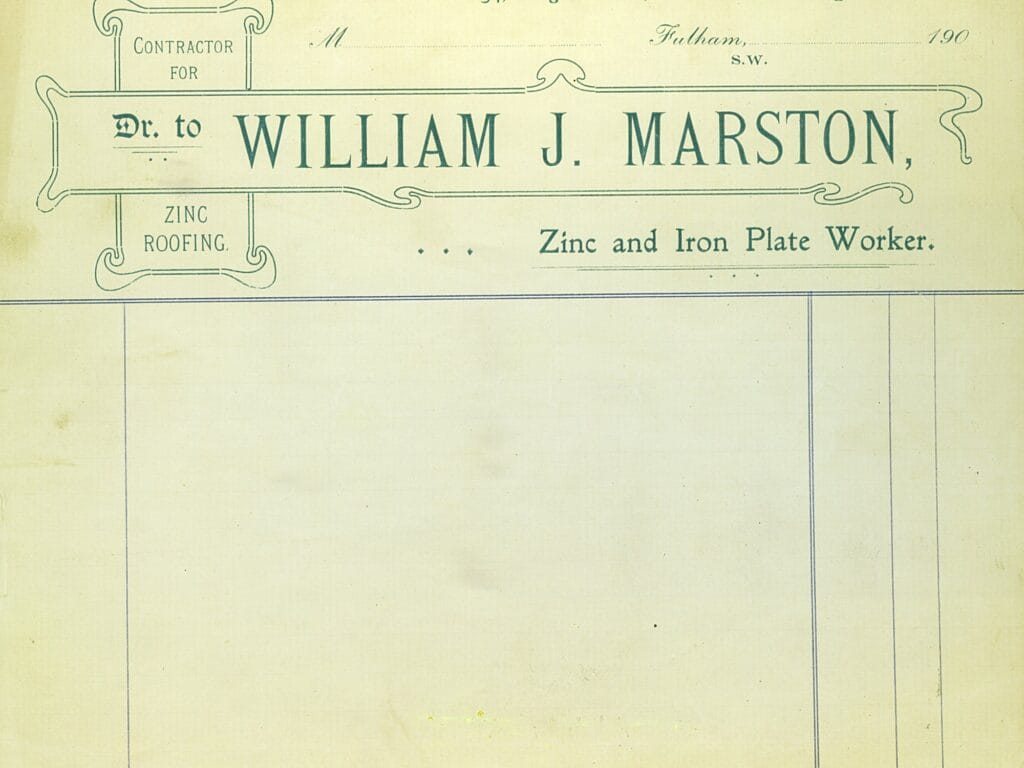 M
Fulham, 190
S.W.
CONTRACTOR
FOR
Dr. to WILLIAM J. MARSTON,
ZINC
ROOFING.
. . . Zinc and Iron Plate Worker.